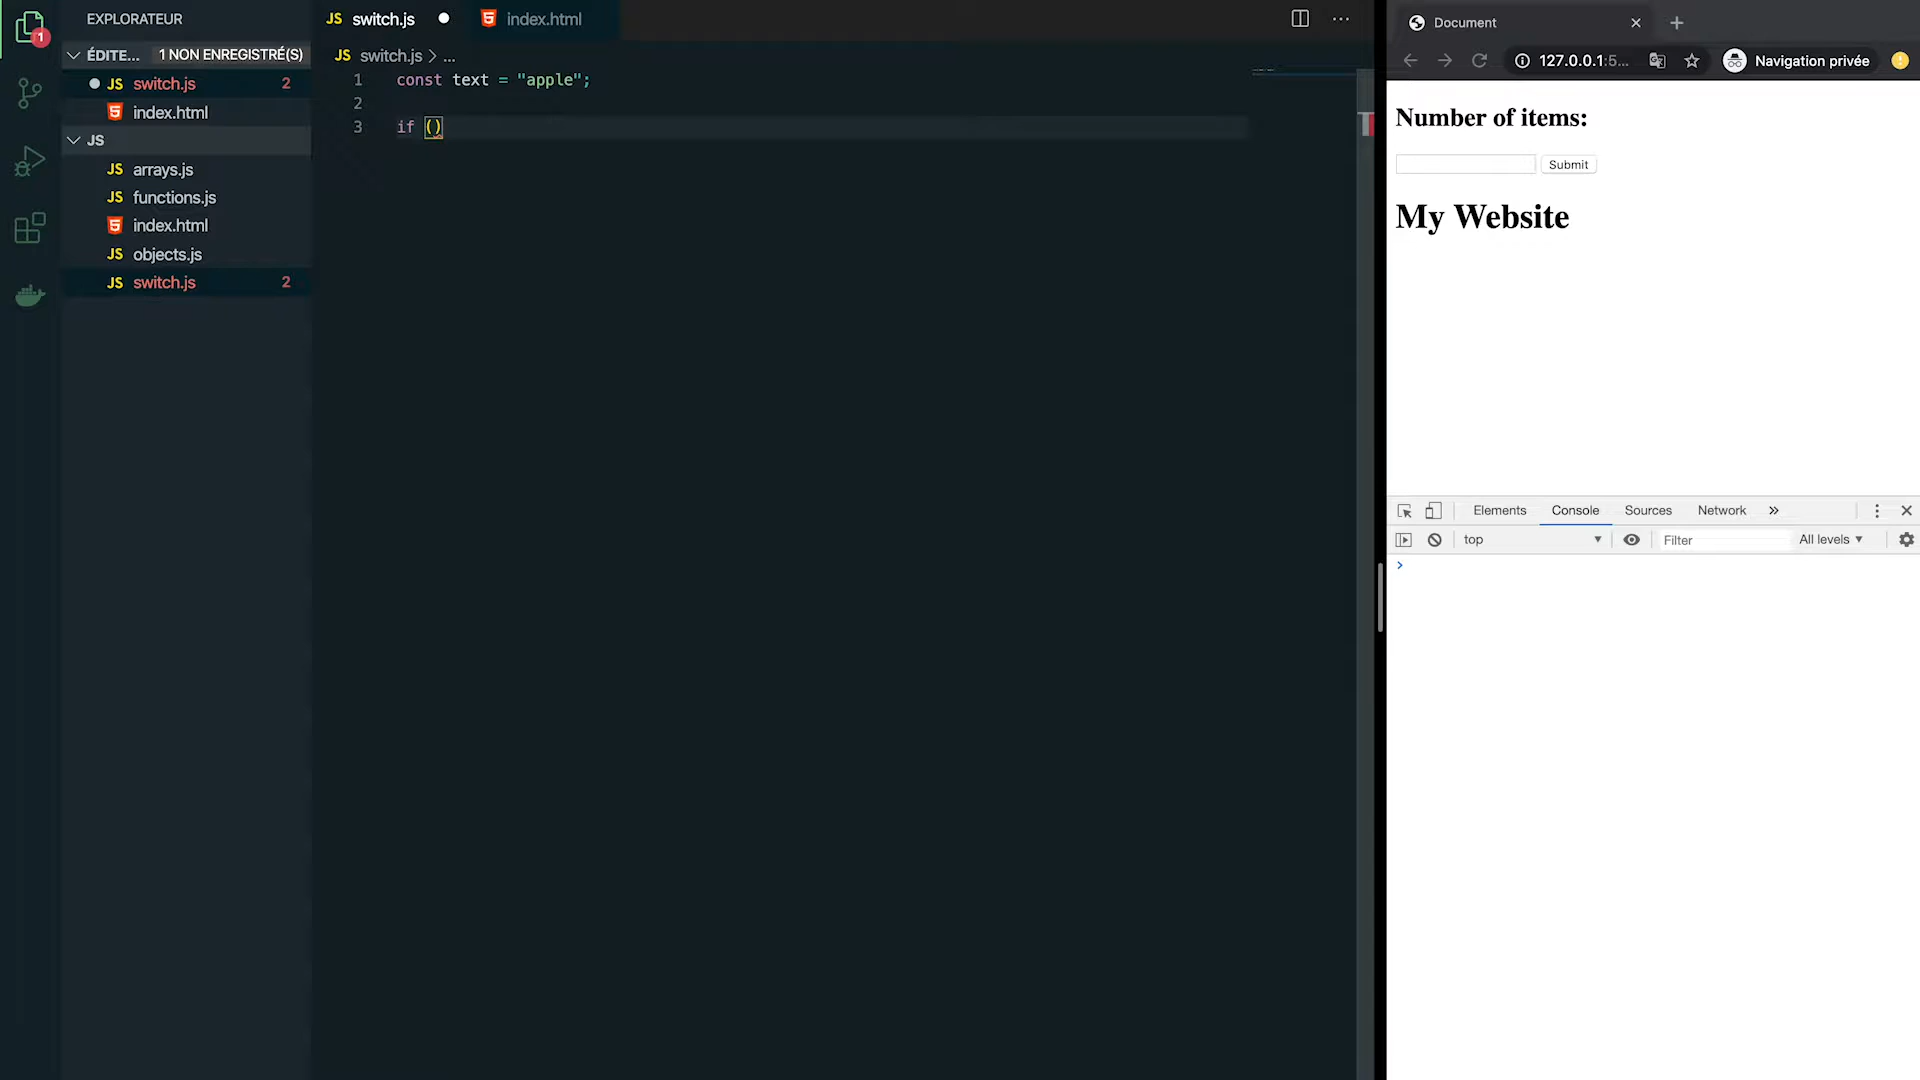 EXPLORATEUR
ÉDITE... 1 NON ENREGISTRÉ(S)
JS switch.js 2
index.html
JS
JS arrays.js
JS functions.js
index.html
JS objects.js
JS switch.js 2
1
JS switch.js
index.html
JS switch.js > ...
1 const text = "apple";
2
3 if ()
Document
127.0.0.1:5... Navigation privée
Number of items:
Submit
My Website
Elements Console Sources Network »
top Filter All levels